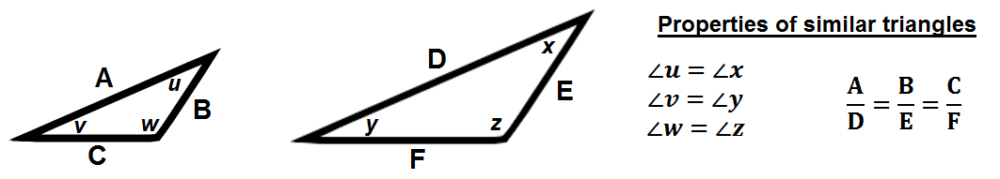 A
u
B
v
w
C
D
x
E
y
z
F
Properties of similar triangles
∠u = ∠x
∠v = ∠y
∠w = ∠z
A/D = B/E = C/F